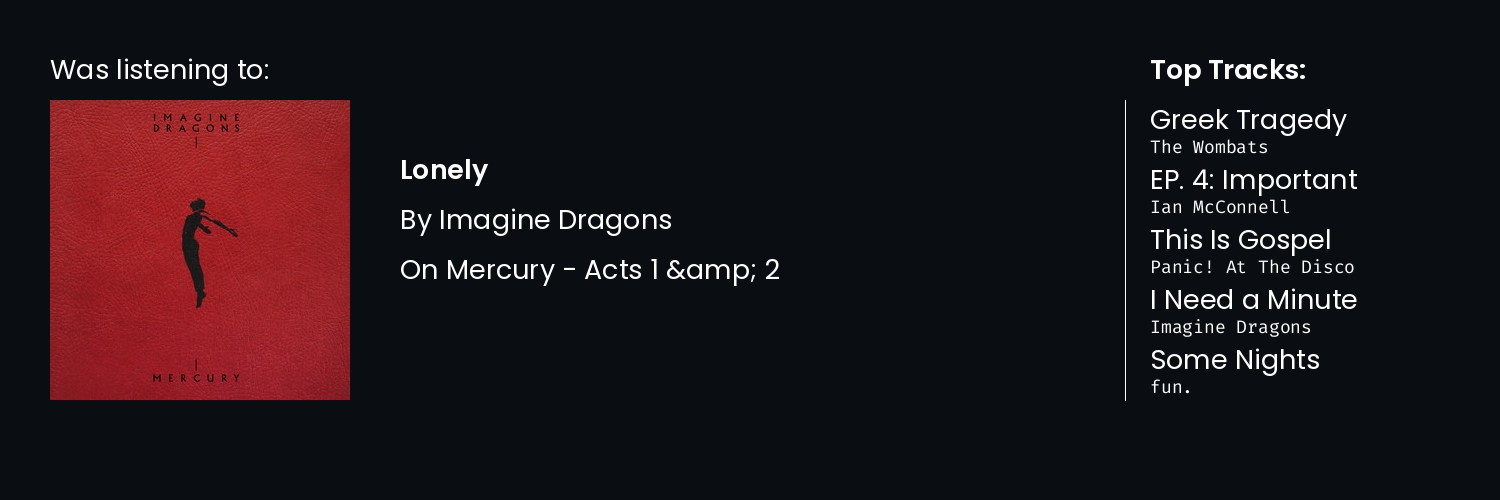 Was listening to:
IMAGINE
DRAGONS
MERCURY
Lonely
By Imagine Dragons
On Mercury - Acts 1 &amp; 2
Top Tracks:
Greek Tragedy
The Wombats
EP. 4: Important
Ian McConnell
This Is Gospel
Panic! At The Disco
I Need a Minute
Imagine Dragons
Some Nights
fun.